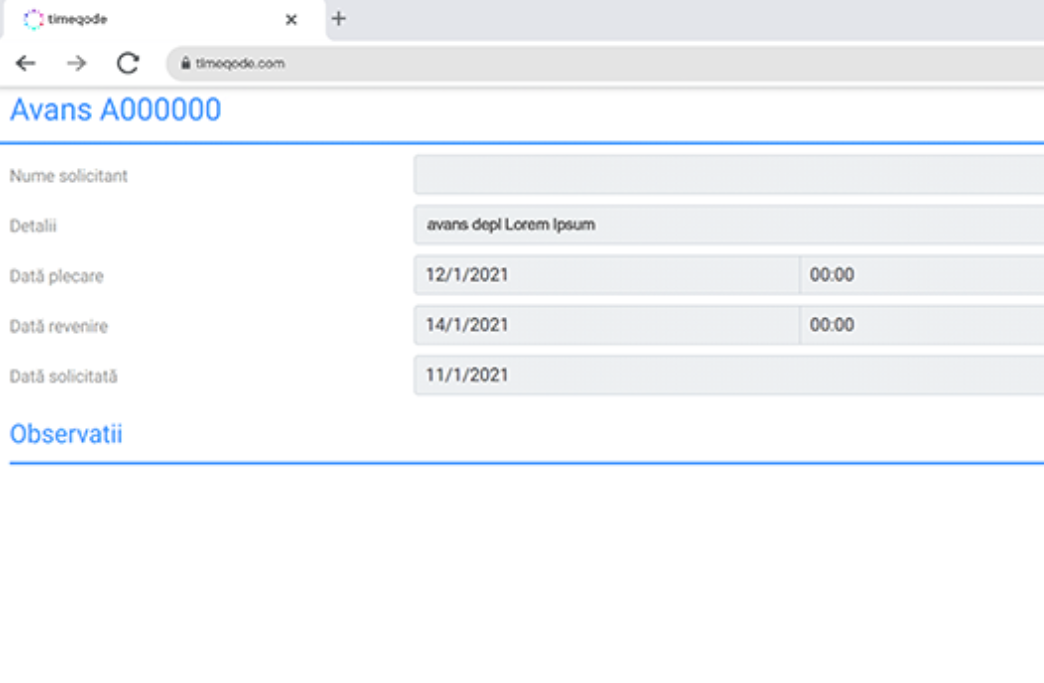 timeqode
timeqode.com
Avans A000000
Nume solicitant
Detalii avans depl Lorem Ipsum
Dată plecare 12/1/2021 00:00
Dată revenire 14/1/2021 00:00
Dată solicitată 11/1/2021
Observatii